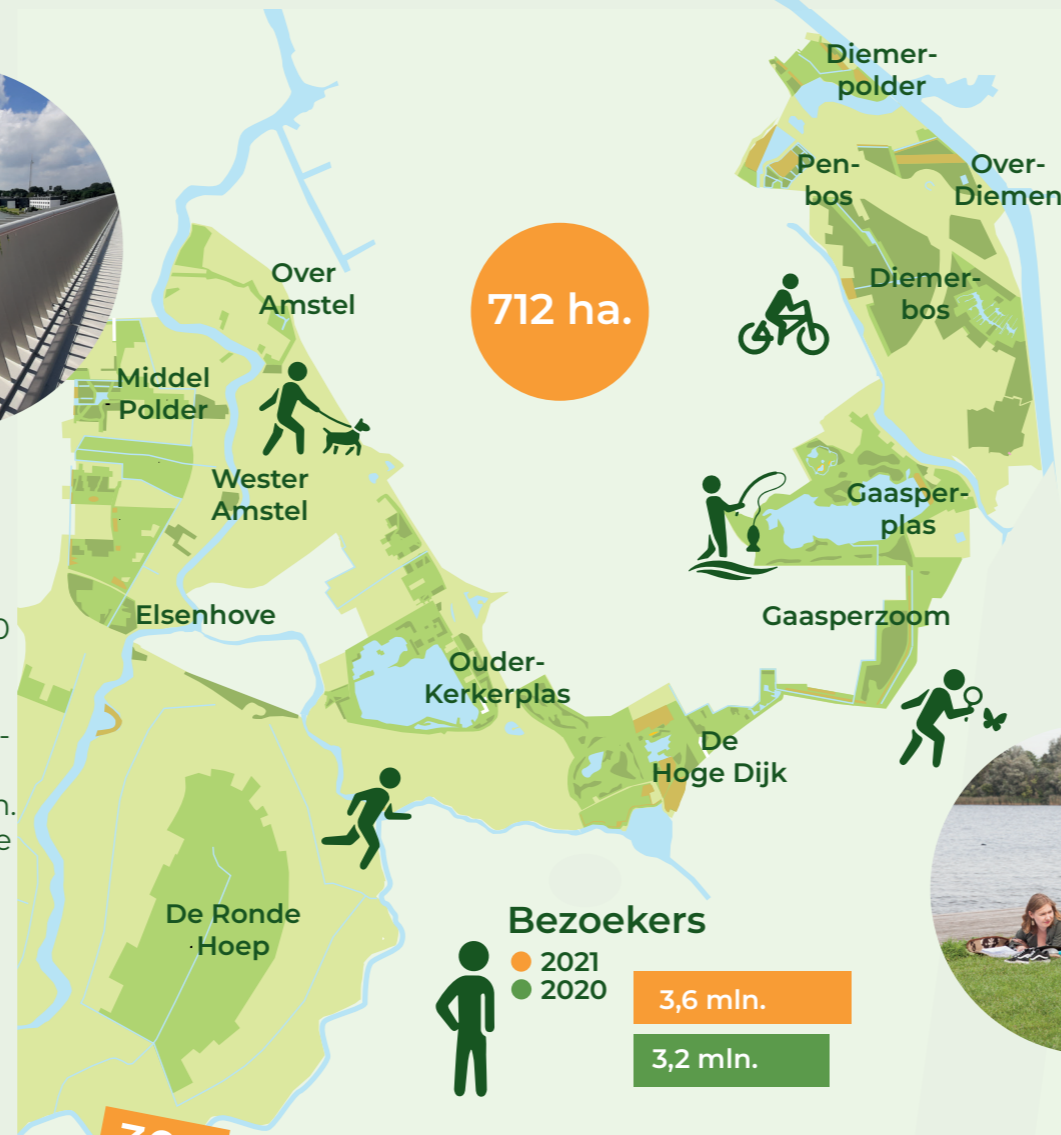 Diemer-
polder
Pen-
bos
Over-
Diemen
Over
Amstel
712 ha.
Diemer-
bos
Middel
Polder
Wester
Amstel
Gaasper-
plas
Elsenhove
Gaasperzoom
Ouder-
Kerkerplas
De
Hoge Dijk
De Ronde
Hoep
Bezoekers
2021
2020
3,6 mln.
3,2 mln.